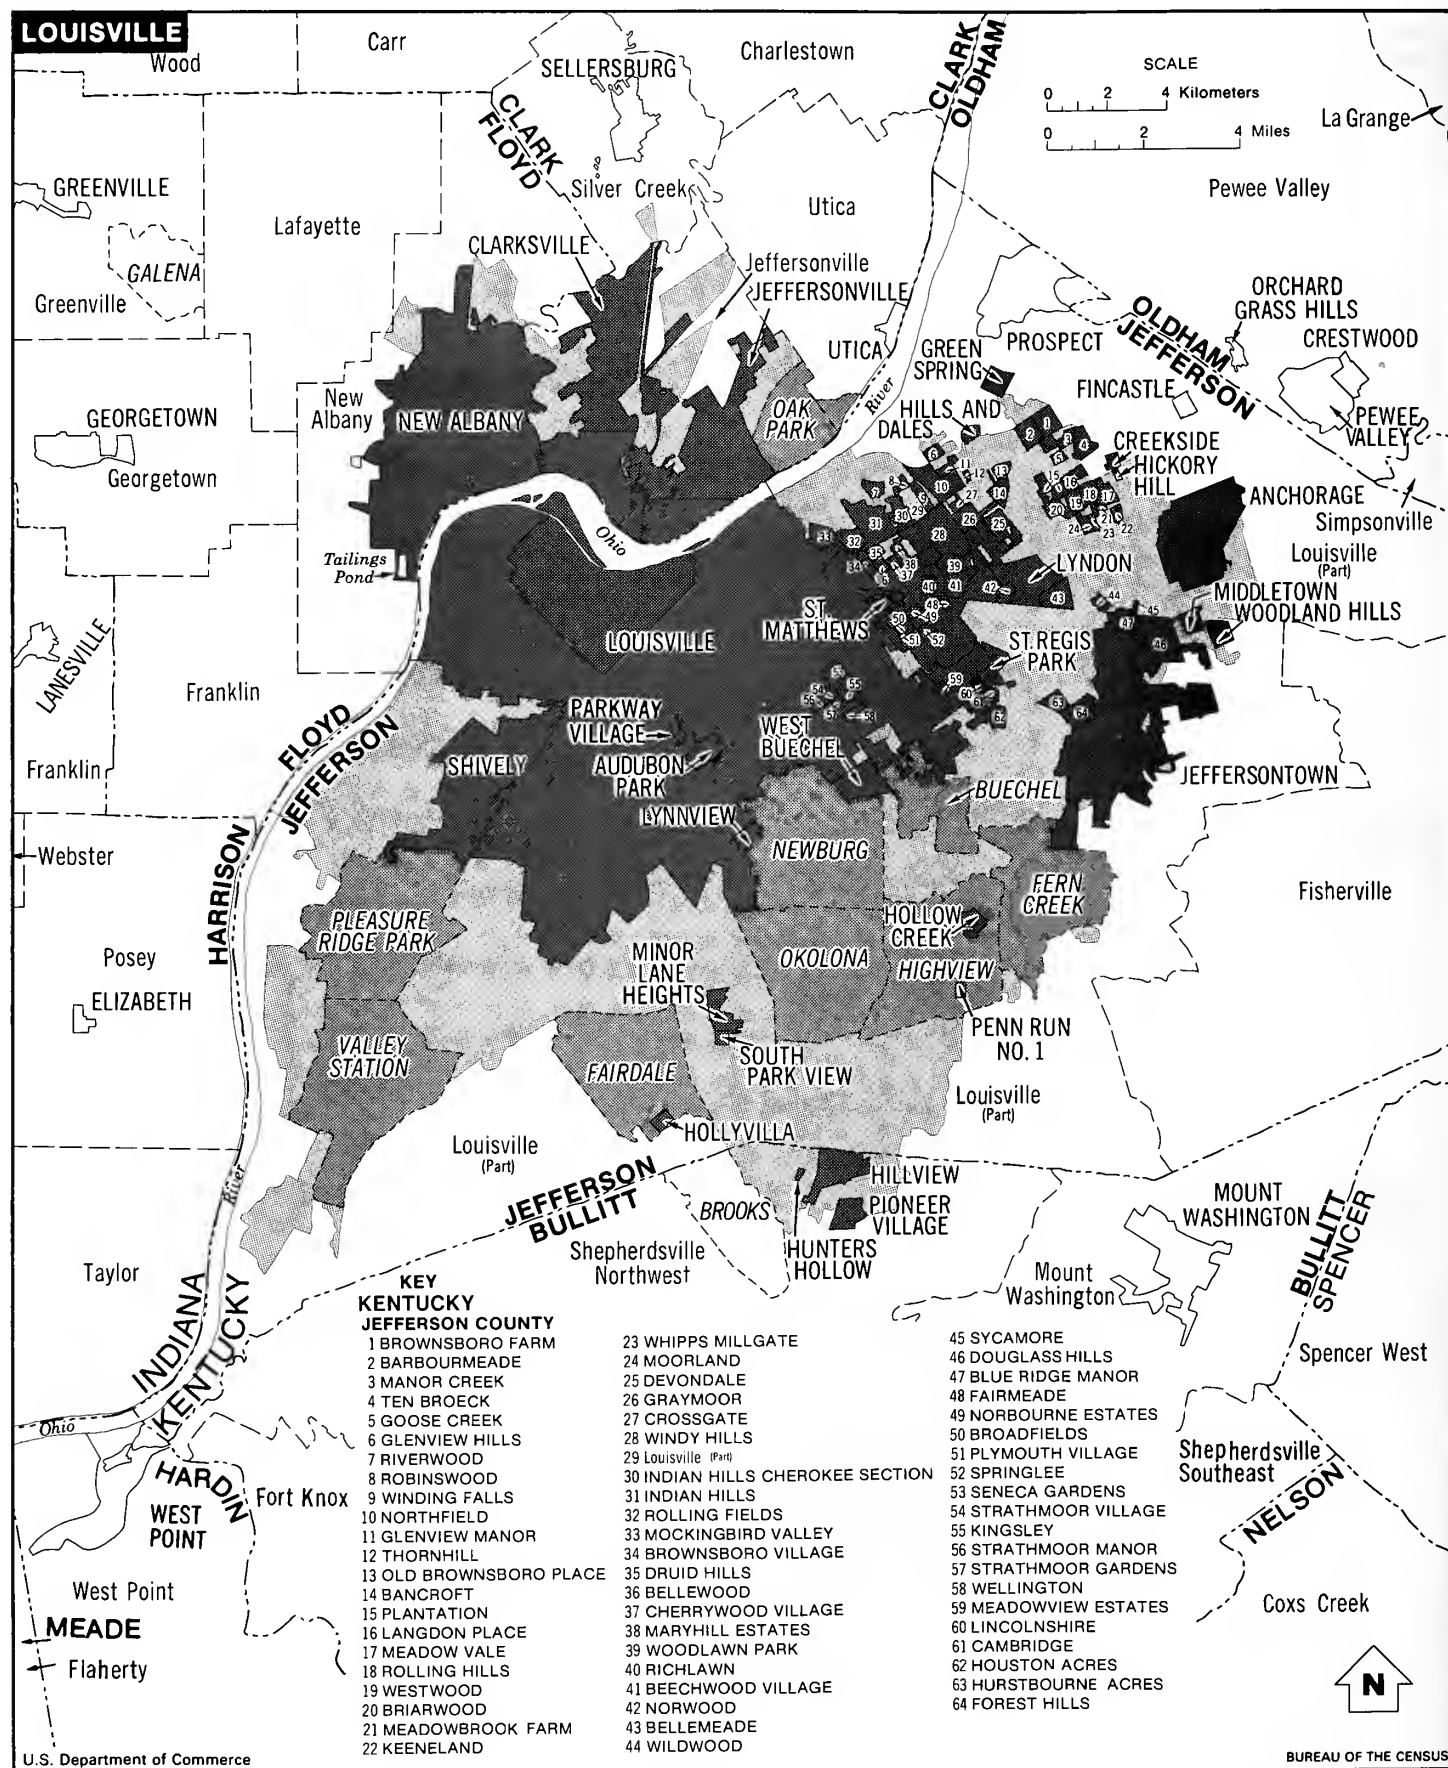 LOUISVILLE
Wood
Carr
SELLERSBURG
Charlestown
CLARK
OLDHAM
SCALE
0 2 4 Kilometers
0 2 4 Miles
La Grange
CLARK
FLOYD
GREENVILLE
Silver Creek
Utica
Pewee Valley
Lafayette
CLARKSVILLE
GALENA
Greenville
Jeffersonville
JEFFERSONVILLE
ORCHARD
GRASS HILLS
OLDHAM
JEFFERSON
CRESTWOOD
UTICA
GREEN
SPRING
PROSPECT
FINCASTLE
PEWEE
VALLEY
New
Albany
NEW ALBANY
OAK
PARK
River
HILLS AND
DALES
CREEKSIDE
HICKORY
HILL
GEORGETOWN
Georgetown
ANCHORAGE
Simpsonville
Louisville
(Part)
Ohio
Tailings
Pond
LYNDON
MIDDLETOWN
WOODLAND HILLS
LANESVILLE
LOUISVILLE
ST.
MATTHEWS
ST. REGIS
PARK
Franklin
FLOYD
JEFFERSON
PARKWAY
VILLAGE
WEST
BUECHEL
Franklin
SHIVELY
AUDUBON
PARK
BUECHEL
JEFFERSONTOWN
LYNNVIEW
Webster
HARRISON
NEWBURG
FERN
CREEK
Fisherville
PLEASURE
RIDGE PARK
HOLLOW
CREEK
Posey
MINOR
LANE
HEIGHTS
OKOLONA
HIGHVIEW
ELIZABETH
VALLEY
STATION
FAIRDALE
SOUTH
PARK VIEW
PENN RUN
NO. 1
Louisville
(Part)
Louisville
(Part)
HOLLYVILLA
JEFFERSON
BULLITT
HILLVIEW
River
BROOKS
PIONEER
VILLAGE
MOUNT
WASHINGTON
BULLITT
SPENCER
Shepherdsville
Northwest
HUNTERS
HOLLOW
Mount
Washington
Taylor
INDIANA
KENTUCKY
Ohio
Spencer West
HARDIN
Fort Knox
WEST
POINT
Shepherdsville
Southeast
NELSON
West Point
MEADE
Flaherty
Coxs Creek
KEY
KENTUCKY
JEFFERSON COUNTY
1 BROWNSBORO FARM
2 BARBOURMEADE
3 MANOR CREEK
4 TEN BROECK
5 GOOSE CREEK
6 GLENVIEW HILLS
7 RIVERWOOD
8 ROBINSWOOD
9 WINDING FALLS
10 NORTHFIELD
11 GLENVIEW MANOR
12 THORNHILL
13 OLD BROWNSBORO PLACE
14 BANCROFT
15 PLANTATION
16 LANGDON PLACE
17 MEADOW VALE
18 ROLLING HILLS
19 WESTWOOD
20 BRIARWOOD
21 MEADOWBROOK FARM
22 KEENELAND
23 WHIPPS MILLGATE
24 MOORLAND
25 DEVONDALE
26 GRAYMOOR
27 CROSSGATE
28 WINDY HILLS
29 Louisville (Part)
30 INDIAN HILLS CHEROKEE SECTION
31 INDIAN HILLS
32 ROLLING FIELDS
33 MOCKINGBIRD VALLEY
34 BROWNSBORO VILLAGE
35 DRUID HILLS
36 BELLEWOOD
37 CHERRYWOOD VILLAGE
38 MARYHILL ESTATES
39 WOODLAWN PARK
40 RICHLAWN
41 BEECHWOOD VILLAGE
42 NORWOOD
43 BELLEMEADE
44 WILDWOOD
45 SYCAMORE
46 DOUGLASS HILLS
47 BLUE RIDGE MANOR
48 FAIRMEADE
49 NORBOURNE ESTATES
50 BROADFIELDS
51 PLYMOUTH VILLAGE
52 SPRINGLEE
53 SENECA GARDENS
54 STRATHMOOR VILLAGE
55 KINGSLEY
56 STRATHMOOR MANOR
57 STRATHMOOR GARDENS
58 WELLINGTON
59 MEADOWVIEW ESTATES
60 LINCOLNSHIRE
61 CAMBRIDGE
62 HOUSTON ACRES
63 HURSTBOURNE ACRES
64 FOREST HILLS
N
U.S. Department of Commerce
BUREAU OF THE CENSUS